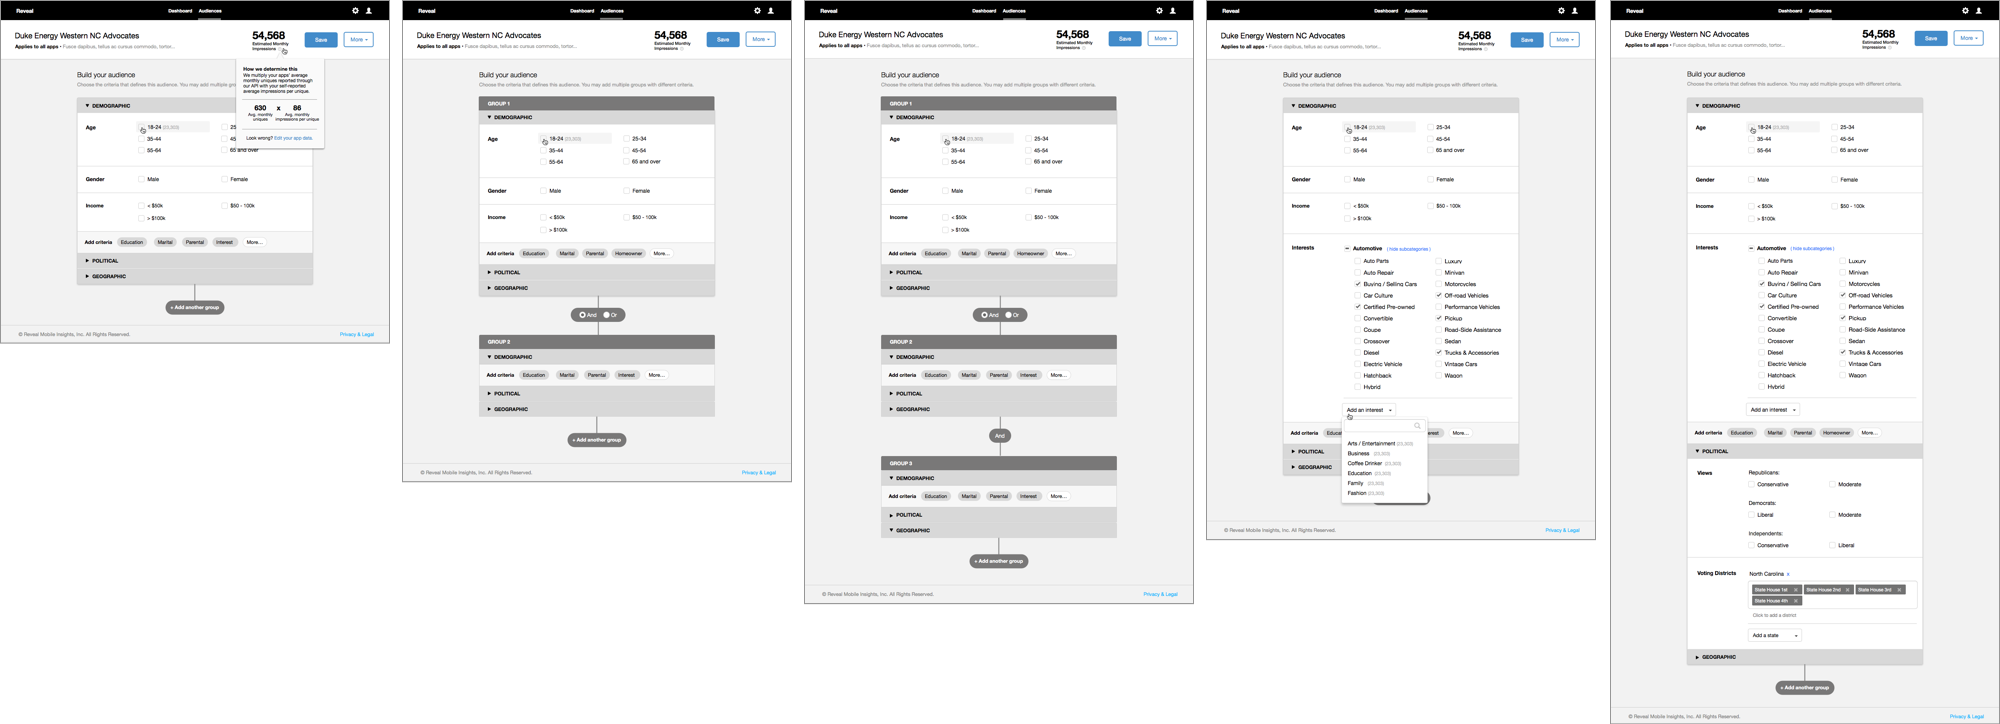 Reveal
Dashboard Audiences
Duke Energy Western NC Advocates
Applies to all apps • Fusce dapibus, tellus ac cursus commodo, tortor...
54,568
Estimated Monthly
Impressions
Save
More
How we determine this
We multiply your apps' average
monthly uniques reported through
our API with your self-reported
average impressions per unique.
630 x 86
Avg. monthly uniques
Avg. monthly impressions per unique
Look wrong? Edit your app data.
Build your audience
Choose the criteria that defines this audience. You may add multiple gr
DEMOGRAPHIC
Age
18-24 (23,303)
25
35-44
45
55-64
65 and over
Gender
Male
Female
Income
< $50k
$50 - 100k
> $100k
Add criteria Education Marital Parental Interest More...
POLITICAL
GEOGRAPHIC
+ Add another group
© Reveal Mobile Insights, Inc. All Rights Reserved.
Privacy & Legal
Reveal
Dashboard Audiences
Duke Energy Western NC Advocates
Applies to all apps • Fusce dapibus, tellus ac cursus commodo, tortor...
54,568
Estimated Monthly
Impressions
Save
More
Build your audience
Choose the criteria that defines this audience. You may add multiple groups with different criteria.
GROUP 1
DEMOGRAPHIC
Age
18-24 (23,303)
25-34
35-44
45-54
55-64
65 and over
Gender
Male
Female
Income
< $50k
$50 - 100k
> $100k
Add criteria Education Marital Parental Homeowner More...
POLITICAL
GEOGRAPHIC
And Or
GROUP 2
DEMOGRAPHIC
Add criteria Education Marital Parental Interest More...
POLITICAL
GEOGRAPHIC
+ Add another group
© Reveal Mobile Insights, Inc. All Rights Reserved.
Privacy & Legal
Reveal
Dashboard Audiences
Duke Energy Western NC Advocates
Applies to all apps • Fusce dapibus, tellus ac cursus commodo, tortor...
54,568
Estimated Monthly
Impressions
Save
More
Build your audience
Choose the criteria that defines this audience. You may add multiple groups with different criteria.
GROUP 1
DEMOGRAPHIC
Age
18-24 (23,303)
25-34
35-44
45-54
55-64
65 and over
Gender
Male
Female
Income
< $50k
$50 - 100k
> $100k
Add criteria Education Marital Parental Homeowner More...
POLITICAL
GEOGRAPHIC
And Or
GROUP 2
DEMOGRAPHIC
Add criteria Education Marital Parental Interest More...
POLITICAL
GEOGRAPHIC
And
GROUP 3
DEMOGRAPHIC
Add criteria Education Marital Parental Interest More...
POLITICAL
GEOGRAPHIC
+ Add another group
© Reveal Mobile Insights, Inc. All Rights Reserved.
Privacy & Legal
Reveal
Dashboard Audiences
Duke Energy Western NC Advocates
Applies to all apps • Fusce dapibus, tellus ac cursus commodo, tortor...
54,568
Estimated Monthly
Impressions
Save
More
Build your audience
Choose the criteria that defines this audience. You may add multiple groups with different criteria.
DEMOGRAPHIC
Age
18-24 (23,303)
25-34
35-44
45-54
55-64
65 and over
Gender
Male
Female
Income
< $50k
$50 - 100k
> $100k
Interests
Automotive (hide subcategories)
Auto Parts
Luxury
Auto Repair
Minivan
Buying / Selling Cars
Motorcycles
Car Culture
Off-road Vehicles
Certified Pre-owned
Performance Vehicles
Convertible
Pickup
Coupe
Road-Side Assistance
Crossover
Sedan
Diesel
Trucks & Accessories
Electric Vehicle
Vintage Cars
Hatchback
Wagon
Hybrid
Add an interest
Arts / Entertainment (23,303)
Business (23,303)
Coffee Drinker (23,303)
Education (23,303)
Family (23,303)
Fashion (23,303)
Add criteria Educat erest More...
POLITICAL
GEOGRAPHIC
© Reveal Mobile Insights, Inc. All Rights Reserved.
Privacy & Legal
Reveal
Dashboard Audiences
Duke Energy Western NC Advocates
Applies to all apps • Fusce dapibus, tellus ac cursus commodo, tortor...
54,568
Estimated Monthly
Impressions
Save
More
Build your audience
Choose the criteria that defines this audience. You may add multiple groups with different criteria.
DEMOGRAPHIC
Age
18-24 (23,303)
25-34
35-44
45-54
55-64
65 and over
Gender
Male
Female
Income
< $50k
$50 - 100k
> $100k
Interests
Automotive (hide subcategories)
Auto Parts
Luxury
Auto Repair
Minivan
Buying / Selling Cars
Motorcycles
Car Culture
Off-road Vehicles
Certified Pre-owned
Performance Vehicles
Convertible
Pickup
Coupe
Road-Side Assistance
Crossover
Sedan
Diesel
Trucks & Accessories
Electric Vehicle
Vintage Cars
Hatchback
Wagon
Hybrid
Add an interest
Add criteria Education Marital Parental Homeowner More...
POLITICAL
Views
Republicans:
Conservative
Moderate
Democrats:
Liberal
Moderate
Independents:
Conservative
Liberal
Voting Districts
North Carolina x
State House 1st x State House 2nd x State House 3rd x
State House 4th x
Click to add a district
Add a state
GEOGRAPHIC
+ Add another group
© Reveal Mobile Insights, Inc. All Rights Reserved.
Privacy & Legal